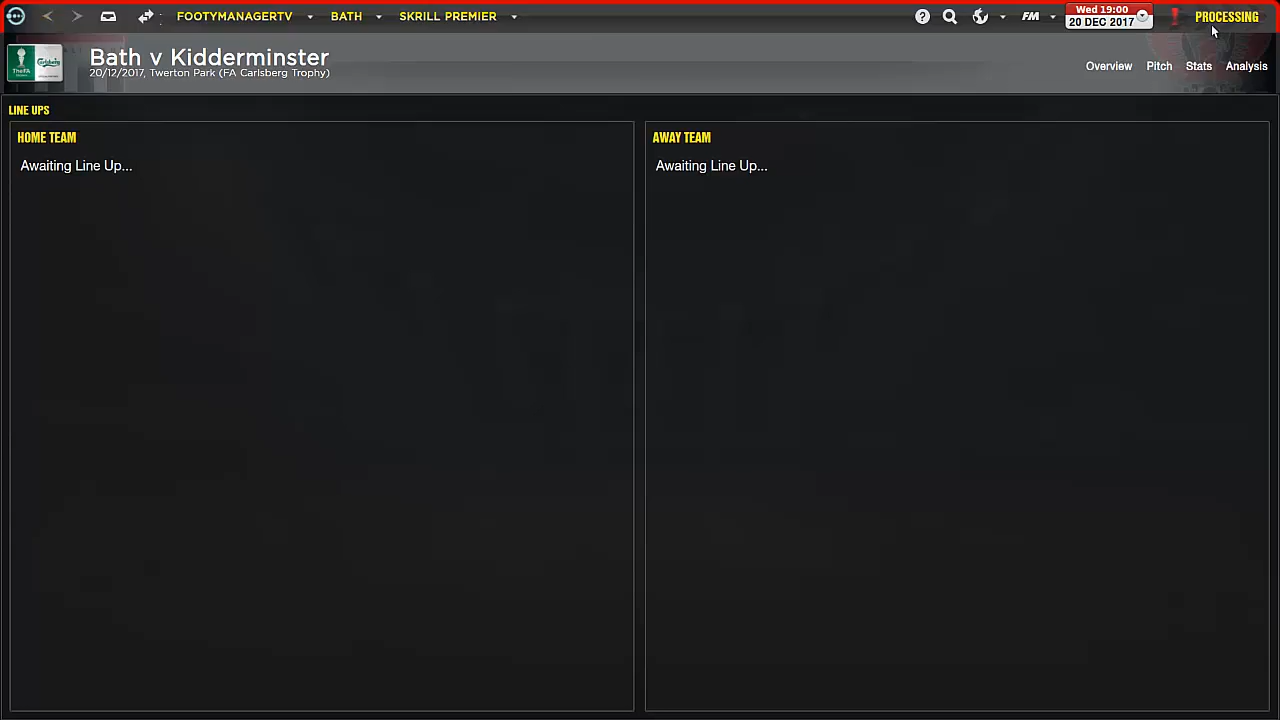 FOOTYMANAGERTV BATH SKRILL PREMIER FM Wed 19:00 20 DEC 2017 PROCESSING
Bath v Kidderminster
20/12/2017, Twerton Park (FA Carlsberg Trophy)
TheFA Carlsberg
Overview Pitch Stats Analysis
LINE UPS
HOME TEAM
Awaiting Line Up...
AWAY TEAM
Awaiting Line Up...